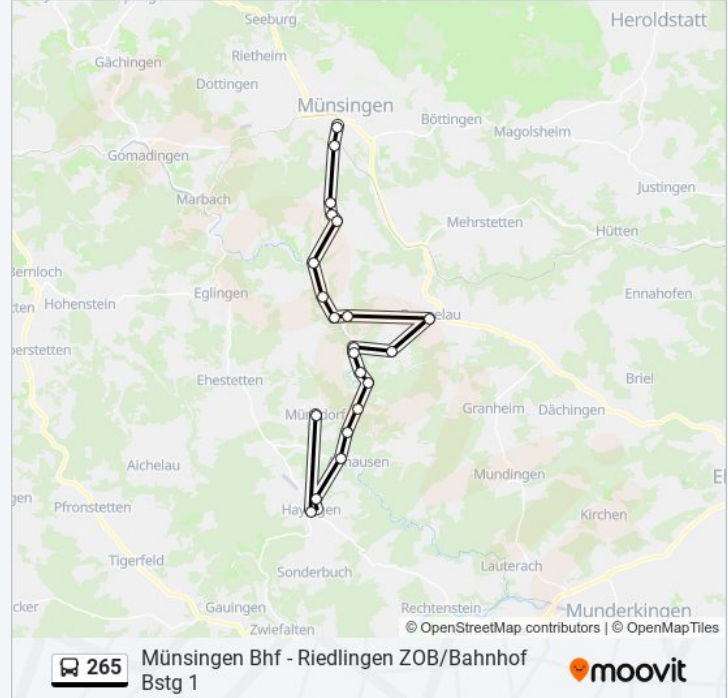 Heroldstatt
Seeburg
Rietheim
Gächingen
Dottingen
Münsingen
Böttingen
Magolsheim
Gomadingen
Justingen
Marbach
Mehrstetten
Hütten
Eglingen
Ennahofen
Hohenstein
Ehestetten
Briel
Granheim
Dächingen
Aichelau
Mundingen
Pfronstetten
Kirchen
Tigerfeld
Sonderbuch
Lauterach
Gauingen
Rechtenstein
Munderkingen
Zwiefalten
© OpenStreetMap contributors | © OpenMapTiles
265
Münsingen Bhf - Riedlingen ZOB/Bahnhof
Bstg 1
moovit